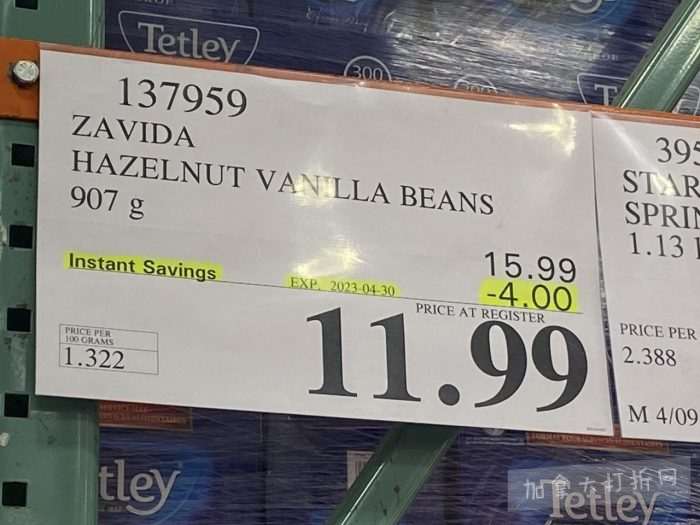 Tetley
300
137959
ZAVIDA
HAZELNUT VANILLA BEANS
907 g
15.99
Instant Savings EXP. 2023-04-30 -4.00
PRICE AT REGISTER
11.99
PRICE PER
100 GRAMS
1.322
395
STAR
SPRIN
1.13
PRICE PER
2.388
M 4/09
tley
Tetley
加拿大打折网